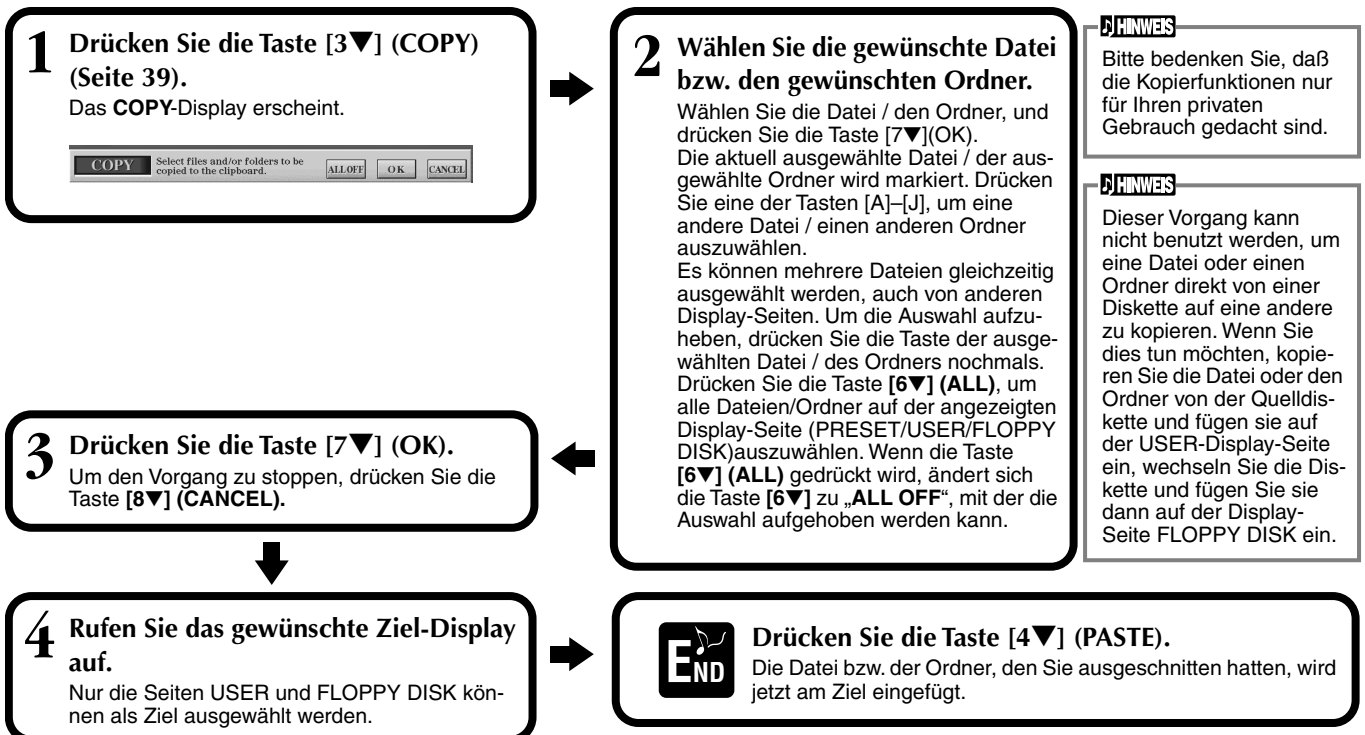 1 Drücken Sie die Taste [3▼] (COPY)
(Seite 39).
Das COPY-Display erscheint.
COPY Select files and/or folders to be
copied to the clipboard. ALL OFF OK CANCEL
2 Wählen Sie die gewünschte Datei
bzw. den gewünschten Ordner.
Wählen Sie die Datei / den Ordner, und
drücken Sie die Taste [7▼](OK).
Die aktuell ausgewählte Datei / der aus-
gewählte Ordner wird markiert. Drücken
Sie eine der Tasten [A]–[J], um eine
andere Datei / einen anderen Ordner
auszuwählen.
Es können mehrere Dateien gleichzeitig
ausgewählt werden, auch von anderen
Display-Seiten. Um die Auswahl aufzu-
heben, drücken Sie die Taste der ausge-
wählten Datei / des Ordners nochmals.
Drücken Sie die Taste [6▼] (ALL), um
alle Dateien/Ordner auf der angezeigten
Display-Seite (PRESET/USER/FLOPPY
DISK)auszuwählen. Wenn die Taste
[6▼] (ALL) gedrückt wird, ändert sich
die Taste [6▼] zu „ALL OFF“, mit der die
Auswahl aufgehoben werden kann.
HINWEIS
Bitte bedenken Sie, daß
die Kopierfunktionen nur
für Ihren privaten
Gebrauch gedacht sind.
HINWEIS
Dieser Vorgang kann
nicht benutzt werden, um
eine Datei oder einen
Ordner direkt von einer
Diskette auf eine andere
zu kopieren. Wenn Sie
dies tun möchten, kopie-
ren Sie die Datei oder den
Ordner von der Quelldis-
kette und fügen sie auf
der USER-Display-Seite
ein, wechseln Sie die Dis-
kette und fügen Sie sie
dann auf der Display-
Seite FLOPPY DISK ein.
3 Drücken Sie die Taste [7▼] (OK).
Um den Vorgang zu stoppen, drücken Sie die
Taste [8▼] (CANCEL).
4 Rufen Sie das gewünschte Ziel-Display
auf.
Nur die Seiten USER und FLOPPY DISK kön-
nen als Ziel ausgewählt werden.
END Drücken Sie die Taste [4▼] (PASTE).
Die Datei bzw. der Ordner, den Sie ausgeschnitten hatten, wird
jetzt am Ziel eingefügt.